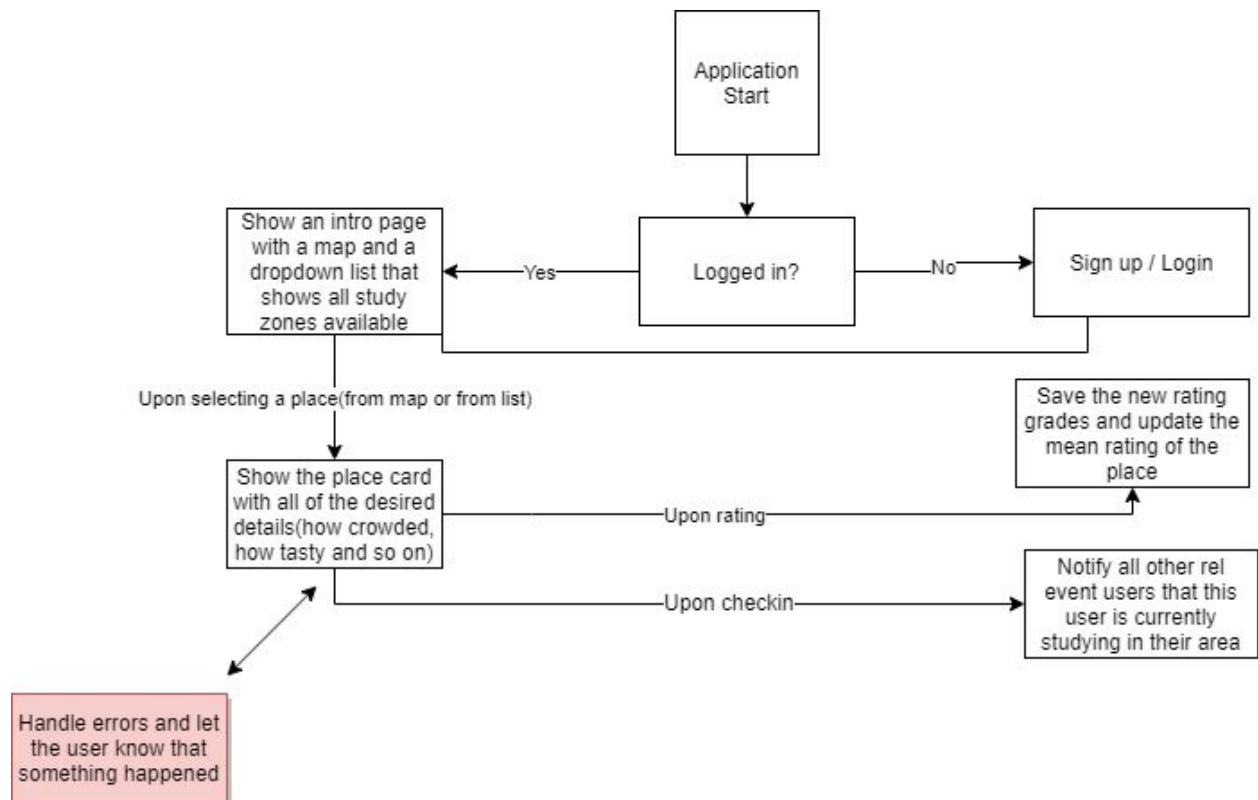 Application
Start
Show an intro page
with a map and a
dropdown list that
shows all study
zones available
Yes
Logged in?
No
Sign up / Login
Upon selecting a place(from map or from list)
Save the new rating
grades and update the
mean rating of the
place
Show the place card
with all of the desired
details(how crowded,
how tasty and so on)
Upon rating
Notify all other rel
event users that this
user is currently
studying in their area
Upon checkin
Handle errors and let
the user know that
something happened